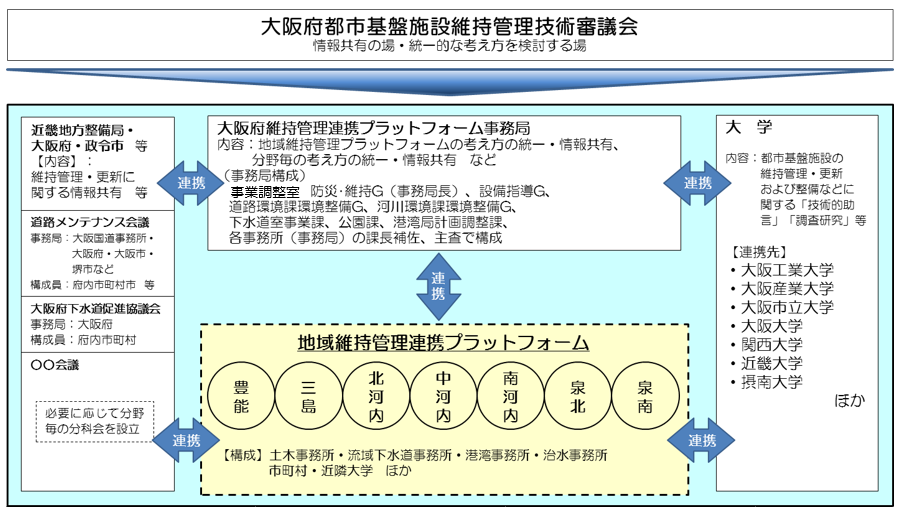 大阪府都市基盤施設維持管理技術審議会
情報共有の場・統一的な考え方を検討する場
近畿地方整備局・
大阪府・政令市　等
【内容】：
維持管理・更新に
関する情報共有　等
道路メンテナンス会議
事務局：大阪国道事務所・
大阪府・大阪市・
堺市など
構成員：府内市町村市　等
大阪府下水道促進協議会
事務局：大阪府
構成員：府内市町村
〇〇会議
必要に応じて分野
毎の分科会を設立
連携
大阪府維持管理連携プラットフォーム事務局
内容：地域維持管理プラットフォームの考え方の統一・情報共有、
分野毎の考え方の統一・情報共有　など
（事務局構成）
事業調整室　防災・維持G（事務局長）、設備指導G、
道路環境課環境整備G、河川環境課環境整備G、
下水道室事業課、公園課、港湾局計画調整課、
各事務所（事務局）の課長補佐、主査で構成
連携
連携
大　学
内容：都市基盤施設の
維持管理・更新
および整備などに
関する「技術的助
言」「調査研究」等
【連携先】
・大阪工業大学
・大阪産業大学
・大阪市立大学
・大阪大学
・関西大学
・近畿大学
・摂南大学
ほか
地域維持管理連携プラットフォーム
豊能
三島
北河内
中河内
南河内
泉北
泉南
連携
連携
【構成】土木事務所・流域下水道事務所・港湾事務所・治水事務所
市町村・近隣大学　ほか